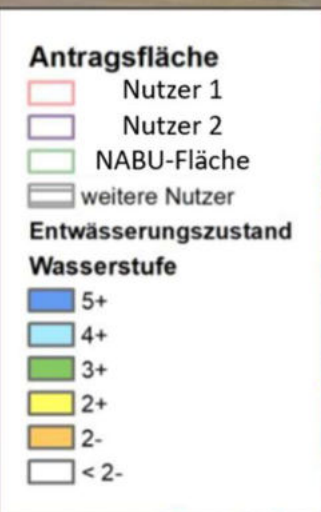 Antragsfläche
Nutzer 1
Nutzer 2
NABU-Fläche
weitere Nutzer
Entwässerungszustand
Wasserstufe
5+
4+
3+
2+
2-
< 2-